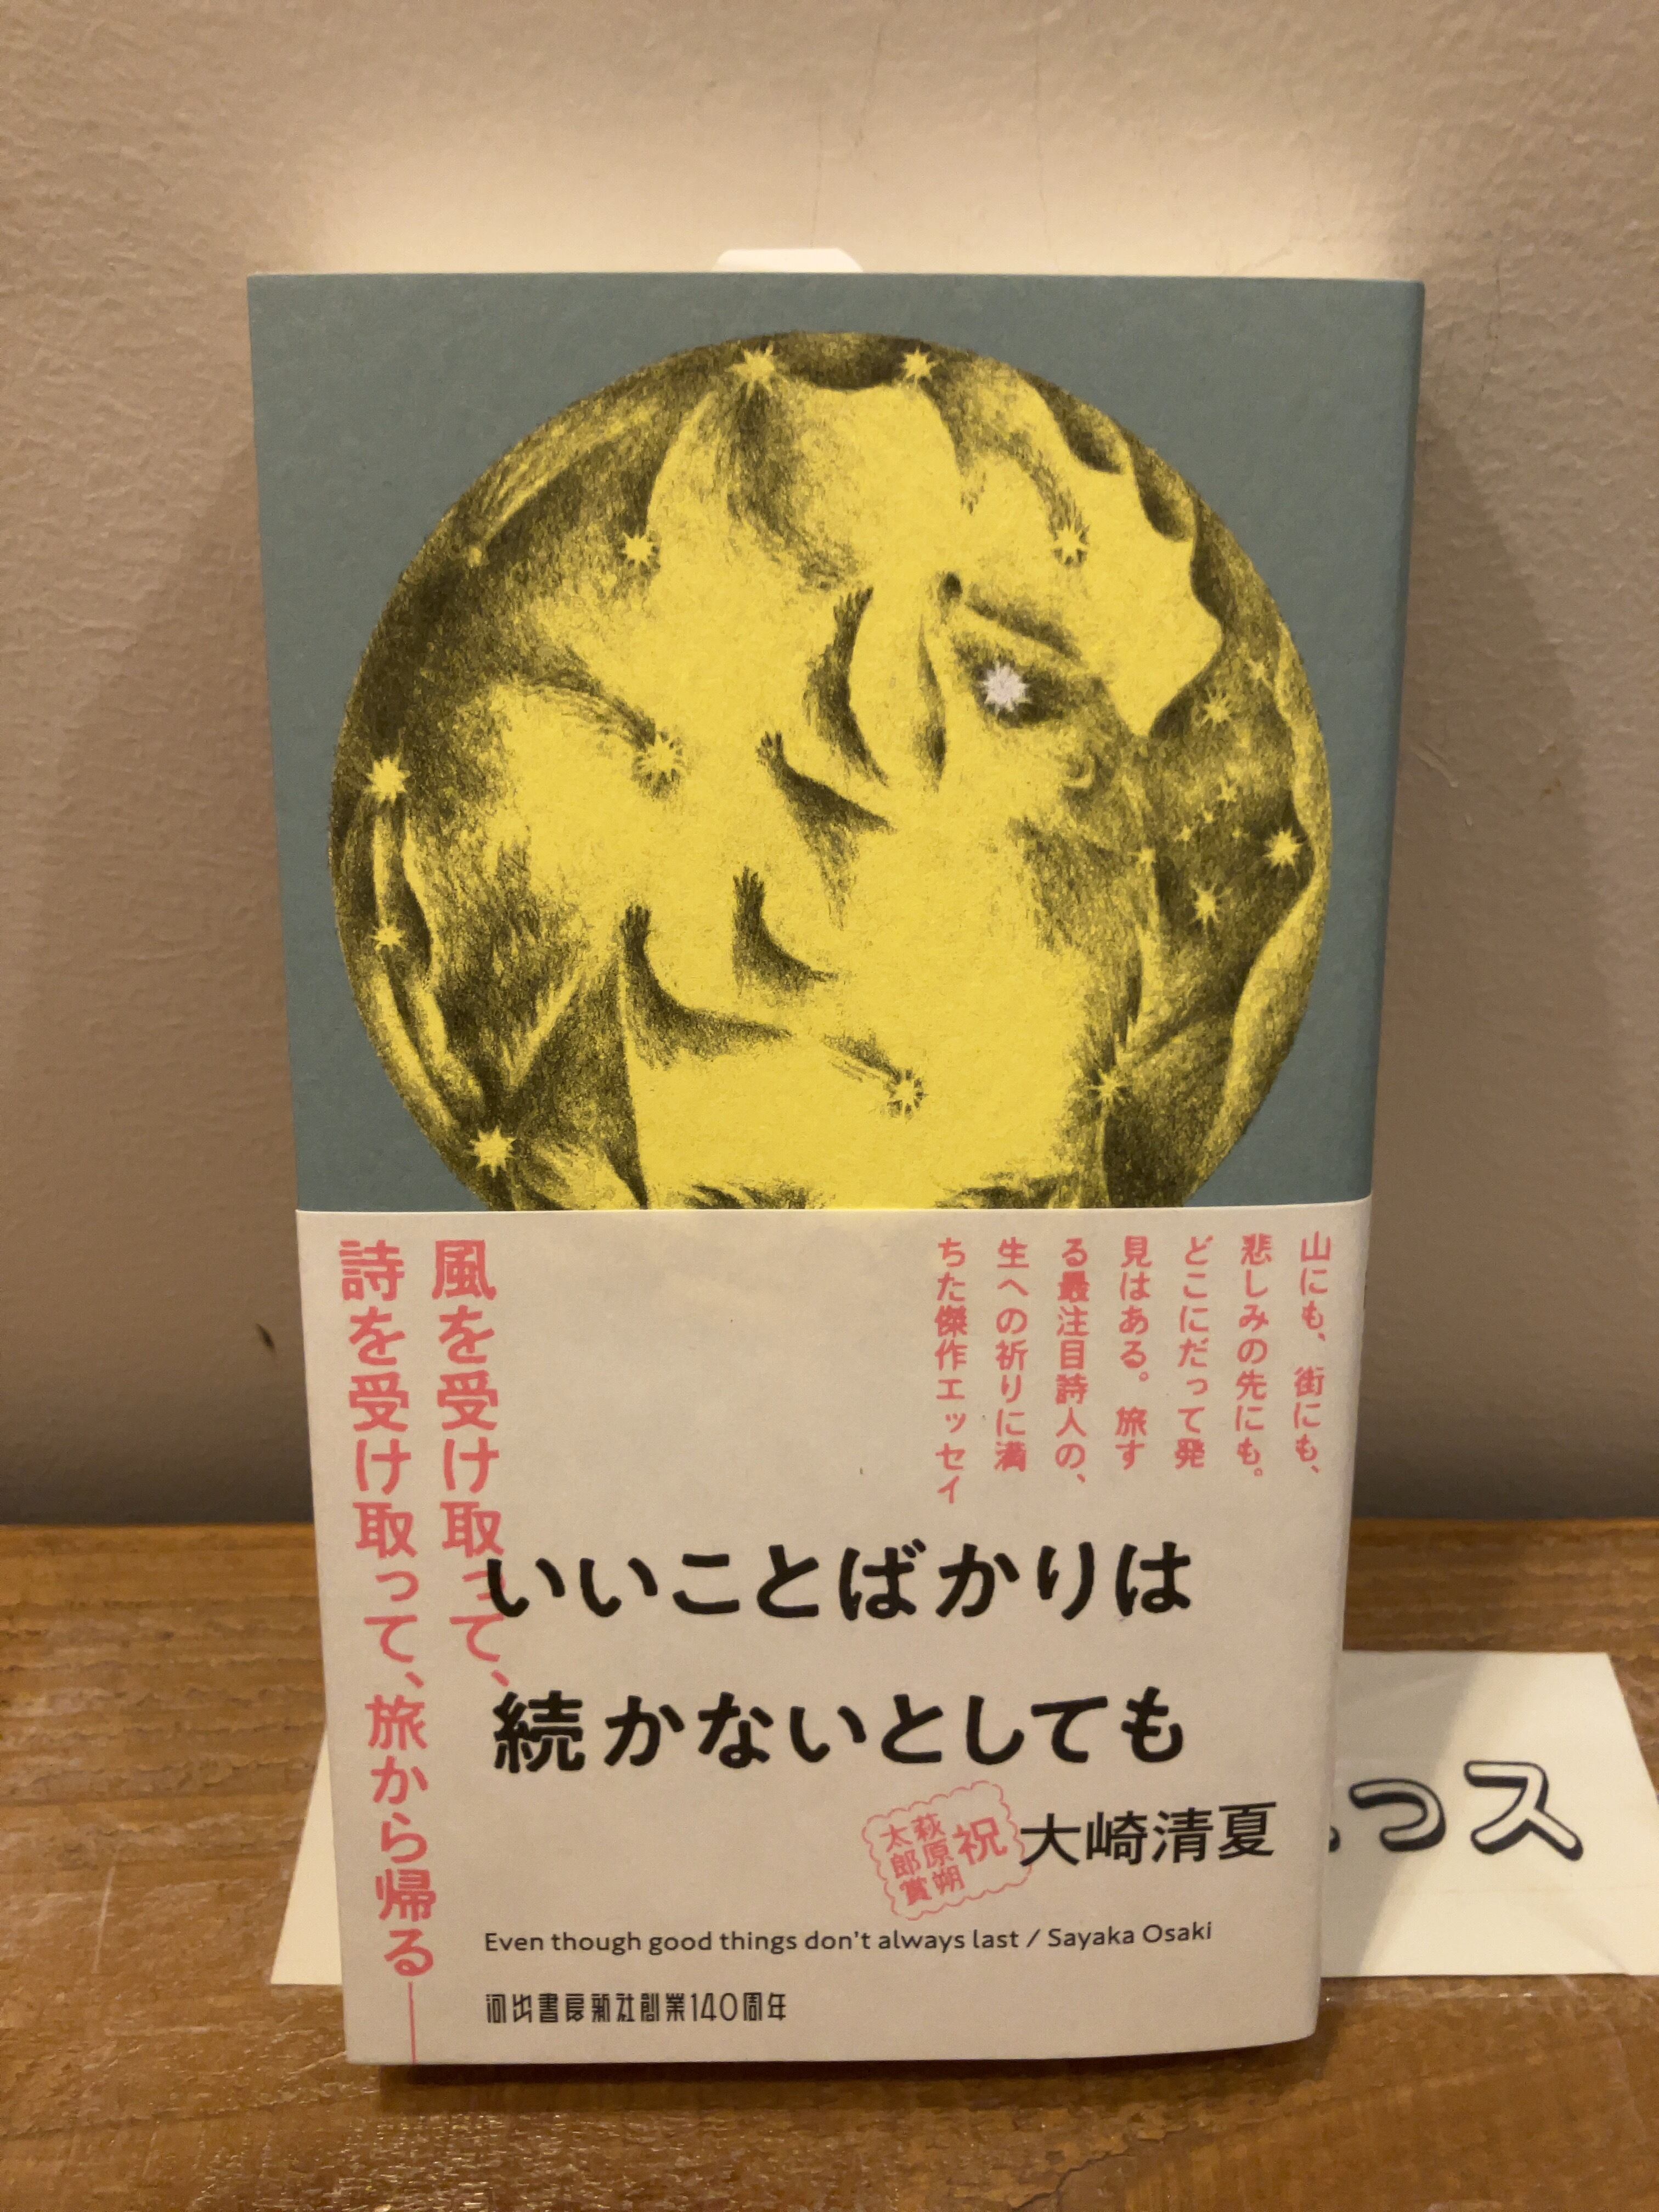 山にも、街にも、
悲しみの先にも。
どこにだって発
見はある。旅す
る最注目詩人の、
生への祈りに満
ちた傑作エッセイ
風を受け取って、
詩を受け取って、旅から帰る――
いいことばかりは
続かないとしても
祝
萩原朔
太郎賞
大崎清夏
Even though good things don't always last / Sayaka Osaki
河出書房新社創業140周年
つス